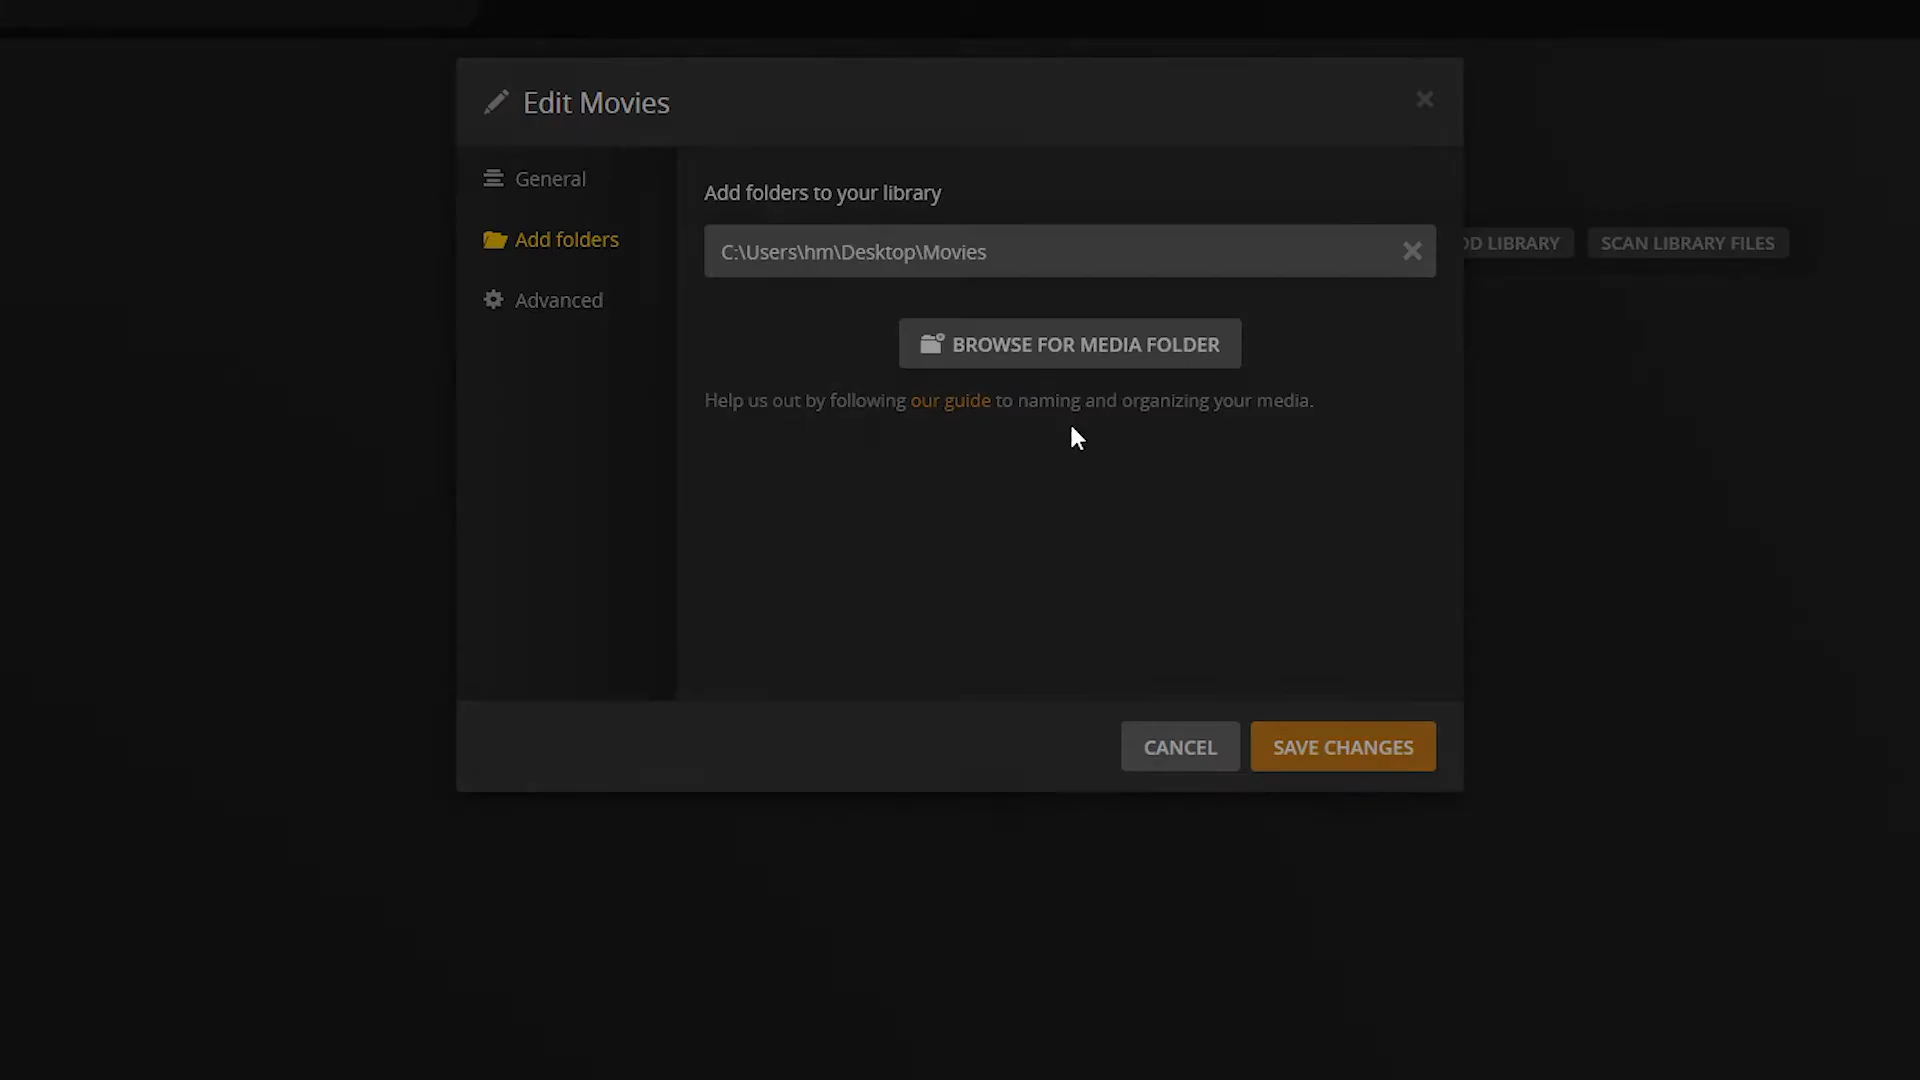 Edit Movies
General
Add folders
Advanced
Add folders to your library
C:\Users\hm\Desktop\Movies
BROWSE FOR MEDIA FOLDER
Help us out by following our guide to naming and organizing your media.
LIBRARY
SCAN LIBRARY FILES
CANCEL
SAVE CHANGES